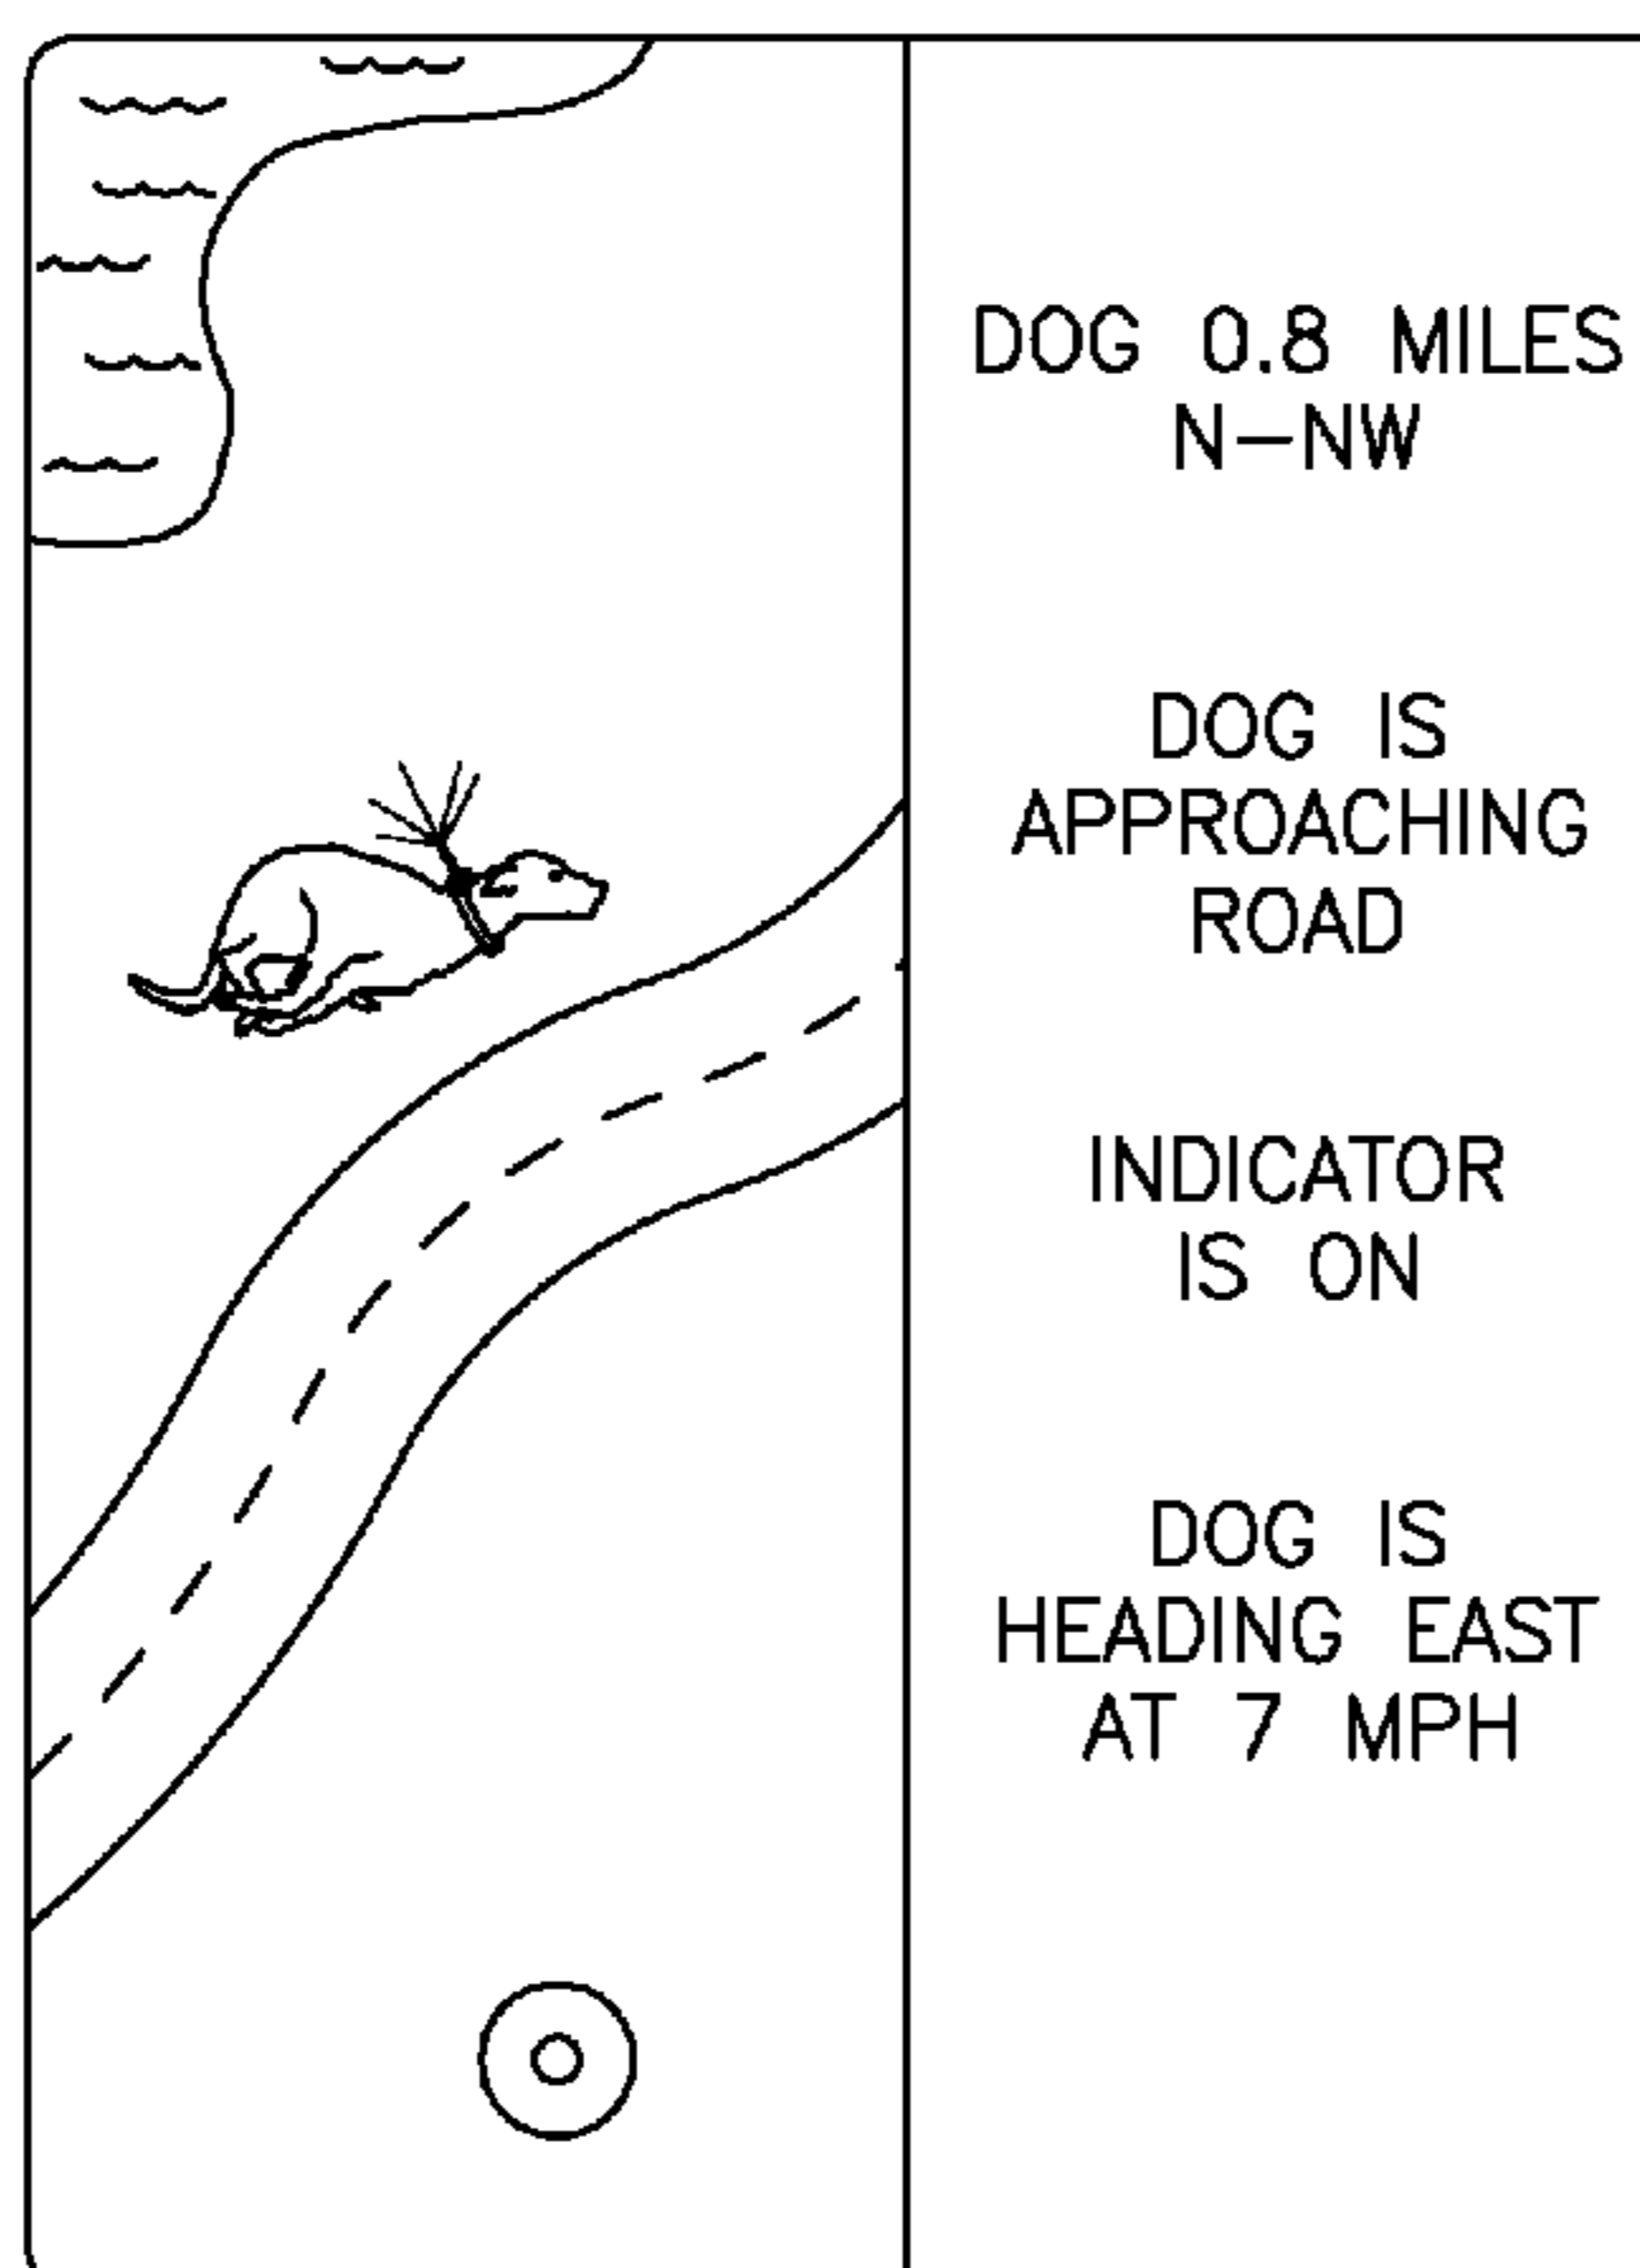 DOG 0.8 MILES
N-NW
DOG IS
APPROACHING
ROAD
INDICATOR
IS ON
DOG IS
HEADING EAST
AT 7 MPH